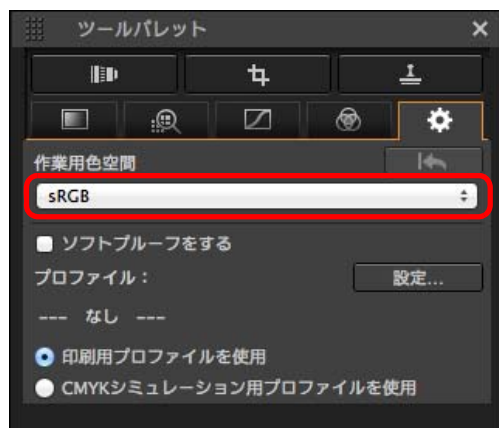 ツールパレット
作業用色空間
sRGB
ソフトプルーフをする
プロファイル：
設定...
--- なし ---
印刷用プロファイルを使用
CMYKシミュレーション用プロファイルを使用